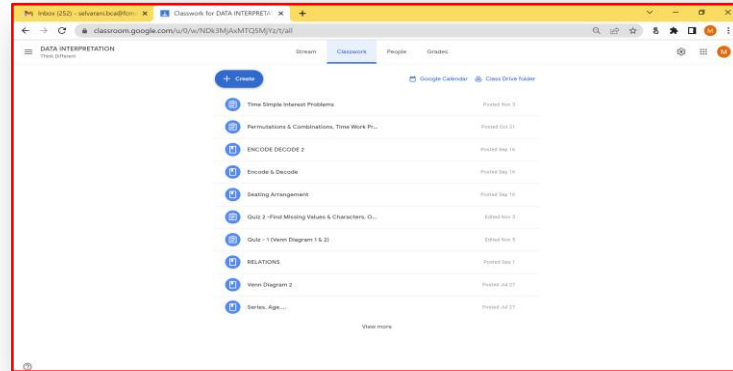 Inbox (252) - selvarani.bca@fcm
Classwork for DATA INTERPRETA
classroom.google.com/u/0/w/NDk3MjAxMTQ5MjYz/t/all
M
DATA INTERPRETATION
Think Different
Stream Classwork People Grades
M
+ Create
Google Calendar Class Drive folder
Time Simple Interest Problems Posted Nov 3
Permutations & Combinations, Time Work Pr... Posted Oct 31
ENCODE DECODE 2 Posted Sep 14
Encode & Decode Posted Sep 14
Seating Arrangement Posted Sep 14
Quiz 2 -Find Missing Values & Characters, O... Edited Nov 3
Quiz - 1 (Venn Diagram 1 & 2) Edited Nov
RELATIONS Posted Sep 1
Venn Diagram 2 Posted Jul 27
Series, Age,.... Posted Jul 27
View more